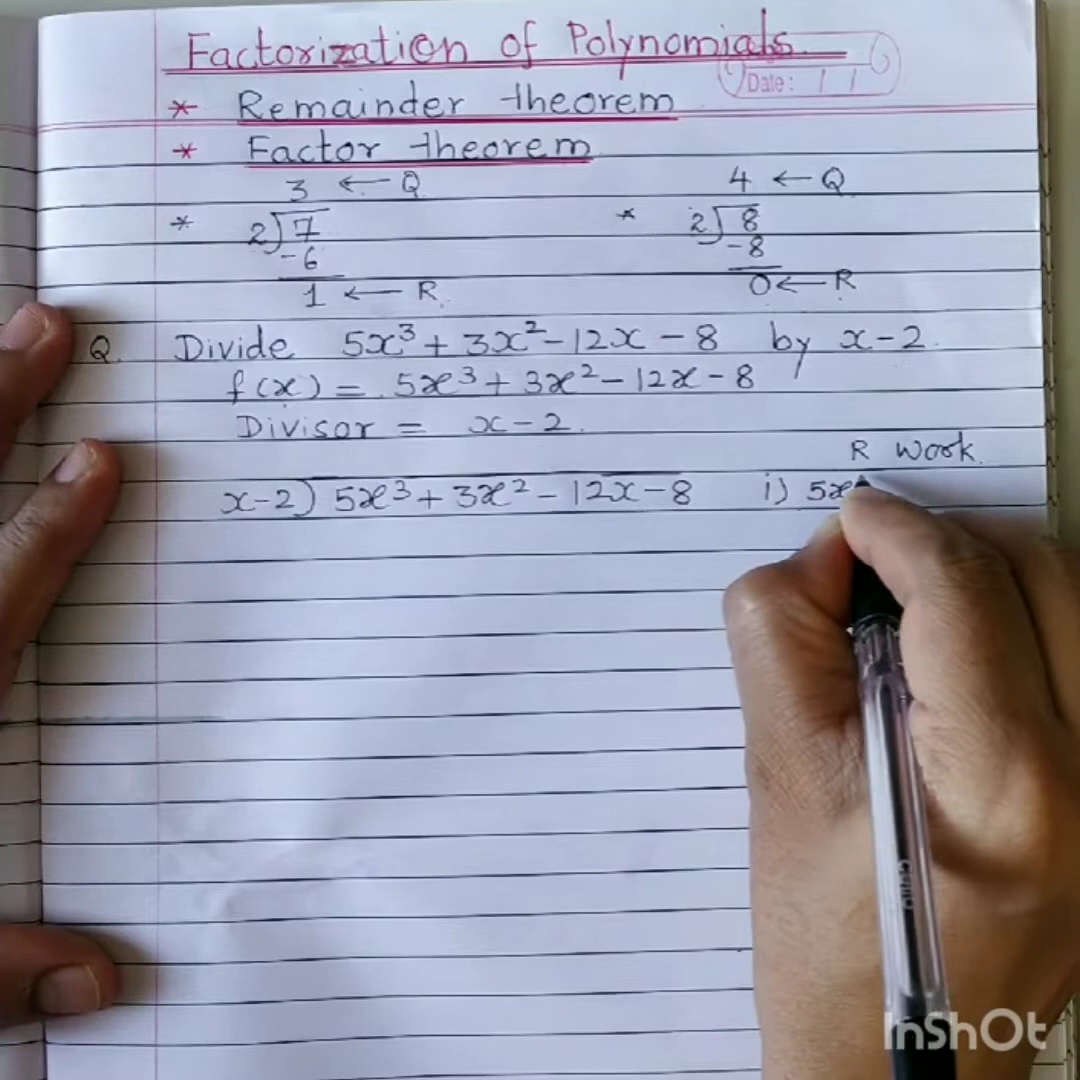 Factorization of Polynomials
Date: / /
* Remainder theorem
* Factor theorem
3 ← Q
4 ← Q
* 2)7
* 2)8
-6
-8
1 ← R
0 ← R
Q. Divide 5x³ + 3x² - 12x - 8 by x - 2.
f(x) = 5x³ + 3x² - 12x - 8
Divisor = x - 2.
R Work.
x-2) 5x³ + 3x² - 12x - 8 i) 5x
InShOt